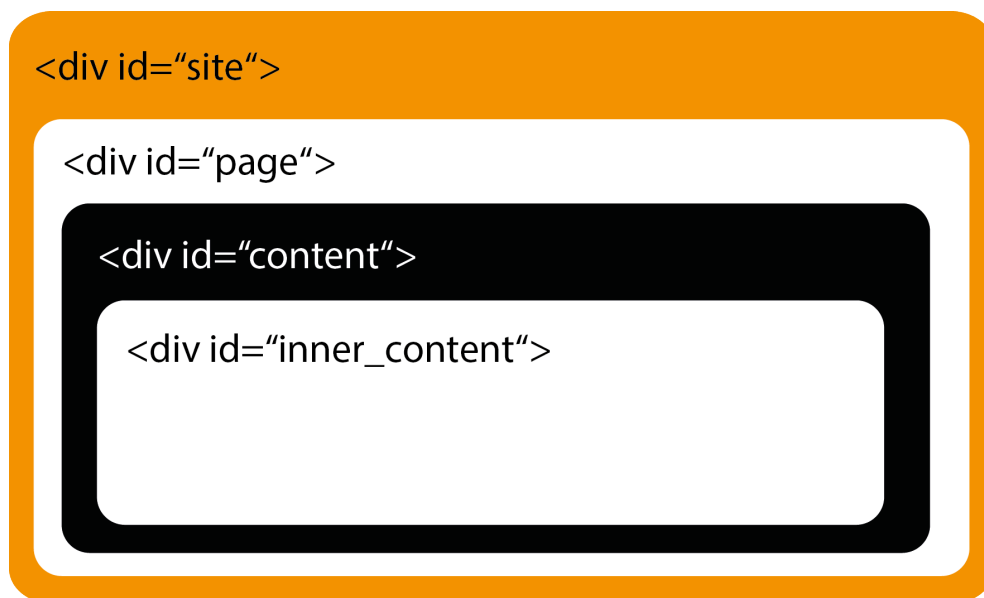 <div id=“site“>
<div id=“page“>
<div id=“content“>
<div id=“inner_content“>